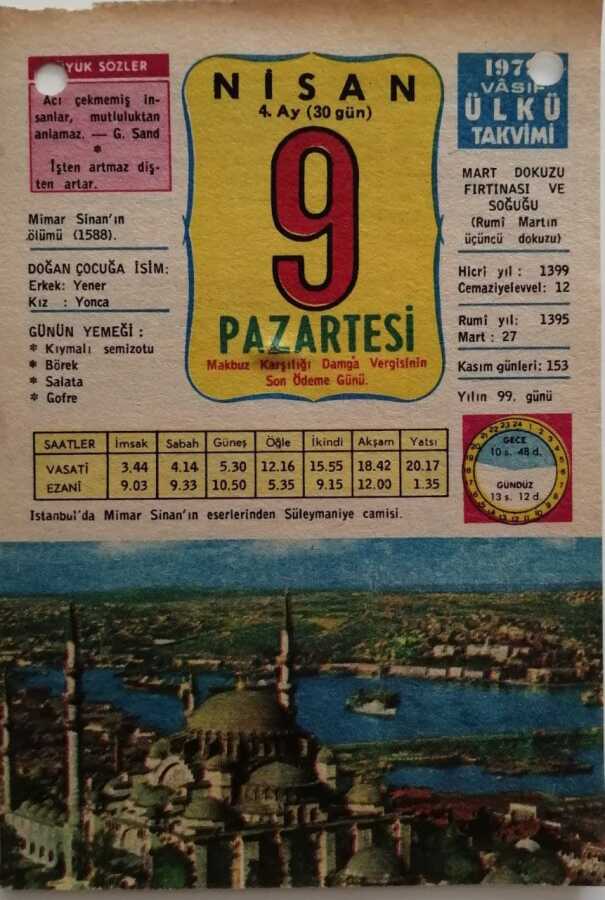 YÜK SÖZLER
Acı çekmemiş in-
sanlar, mutluluktan
anlamaz. — G. Sand
*
İşten artmaz diş-
ten artar.
Mimar Sinan'ın
ölümü (1588).
DOĞAN ÇOCUĞA İSİM:
Erkek: Yener
Kız : Yonca
GÜNÜN YEMEĞİ :
* Kıymalı semizotu
* Börek
* Salata
* Gofre
NİSAN
4. Ay (30 gün)
9
PAZARTESİ
Makbuz Karşılığı Damga Vergisinin
Son Ödeme Günü.
197
VÂSIF
ÜLKÜ
TAKVİMİ
MART DOKUZU
FIRTINASI VE
SOĞUĞU
(Rumî Martın
üçüncü dokuzu)
Hicrî yıl : 1399
Cemaziyelevvel: 12
Rumî yıl: 1395
Mart : 27
Kasım günleri: 153
Yılın 99. günü
SAATLER İmsak Sabah Güneş Öğle İkindi Akşam Yatsı
VASATİ 3.44 4.14 5.30 12.16 15.55 18.42 20.17
EZANİ 9.03 9.33 10.50 5.35 9.15 12.00 1.35
GECE
10 s. 48 d.
GÜNDÜZ
13 s. 12 d.
Istanbul'da Mimar Sinan'ın eserlerinden Süleymaniye camisi.